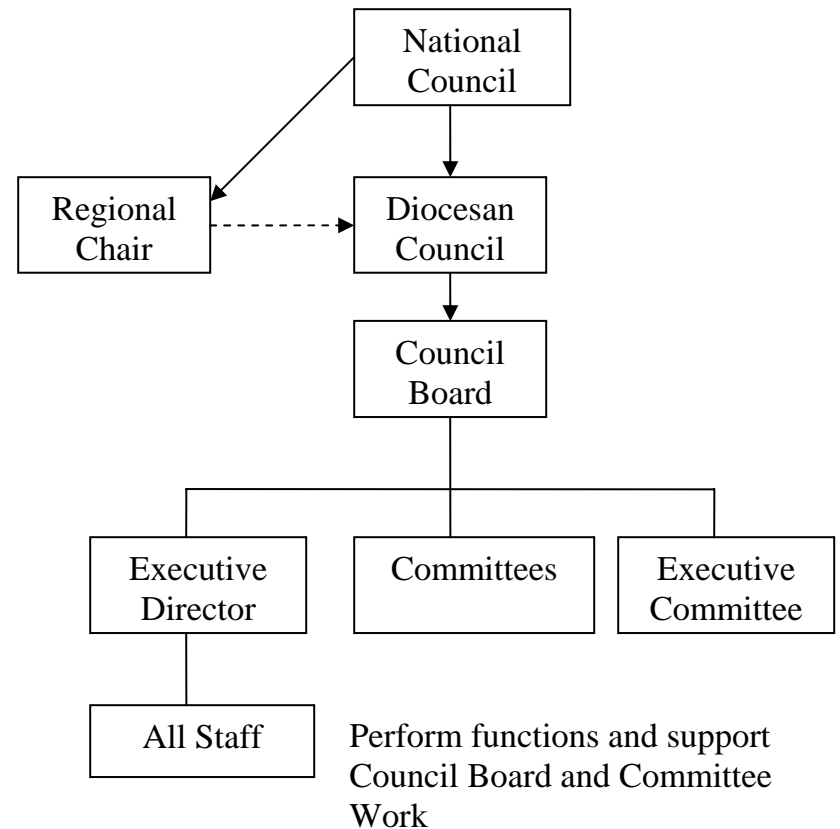 National
Council
Regional
Chair
Diocesan
Council
Council
Board
Executive
Director
Committees
Executive
Committee
All Staff
Perform functions and support
Council Board and Committee
Work